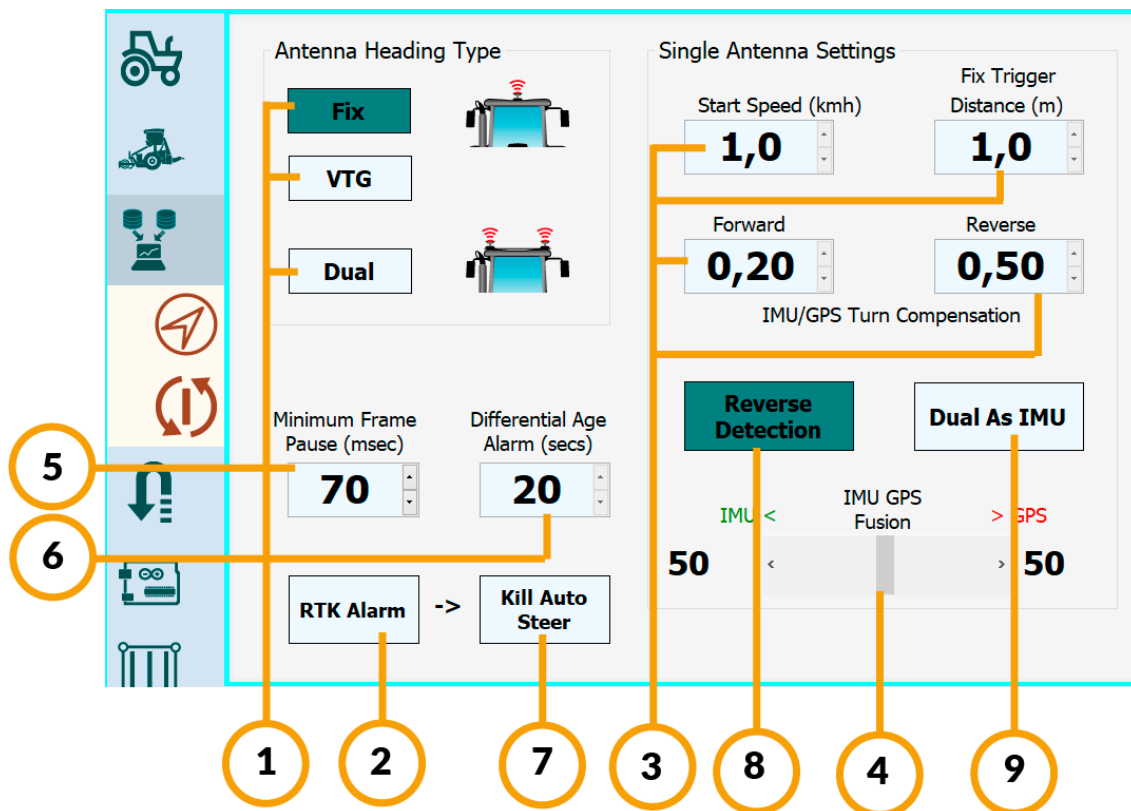 Antenna Heading Type
Fix
VTG
Dual
Minimum Frame
Pause (msec)
70
Differential Age
Alarm (secs)
20
RTK Alarm
->
Kill Auto
Steer
Single Antenna Settings
Start Speed (kmh)
1,0
Fix Trigger
Distance (m)
1,0
Forward
0,20
Reverse
0,50
IMU/GPS Turn Compensation
Reverse
Detection
Dual As IMU
IMU <
IMU GPS
Fusion
> GPS
50
<
>
50
5
6
1
2
7
3
8
4
9